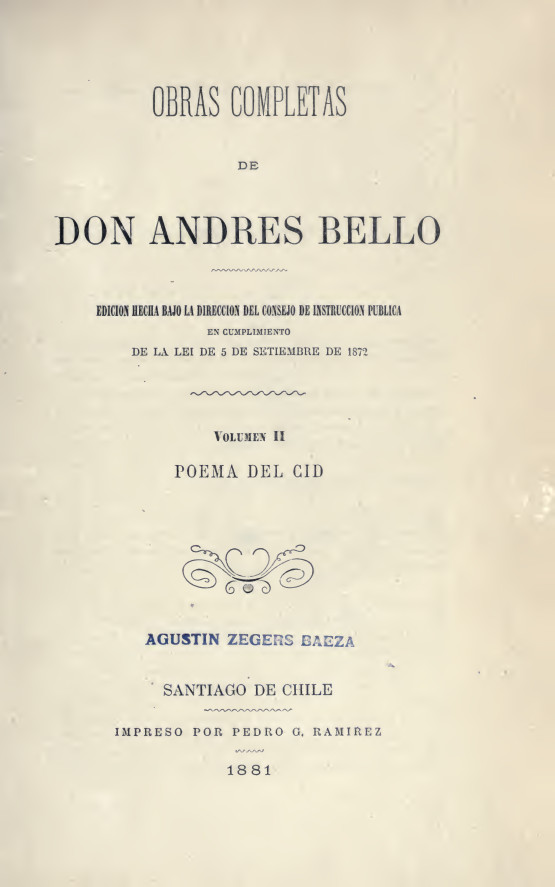 OBRAS COMPLETAS
DE
DON ANDRES BELLO
EDICION HECHA BAJO LA DIRECCION DEL CONSEJO DE INSTRUCCION PUBLICA
EN CUMPLIMIENTO
DE LA LEI DE 5 DE SETIEMBRE DE 1872
VOLUMEN II
POEMA DEL CID
AGUSTIN ZEGERS BAEZA
SANTIAGO DE CHILE
IMPRESO POR PEDRO G. RAMIREZ
1881